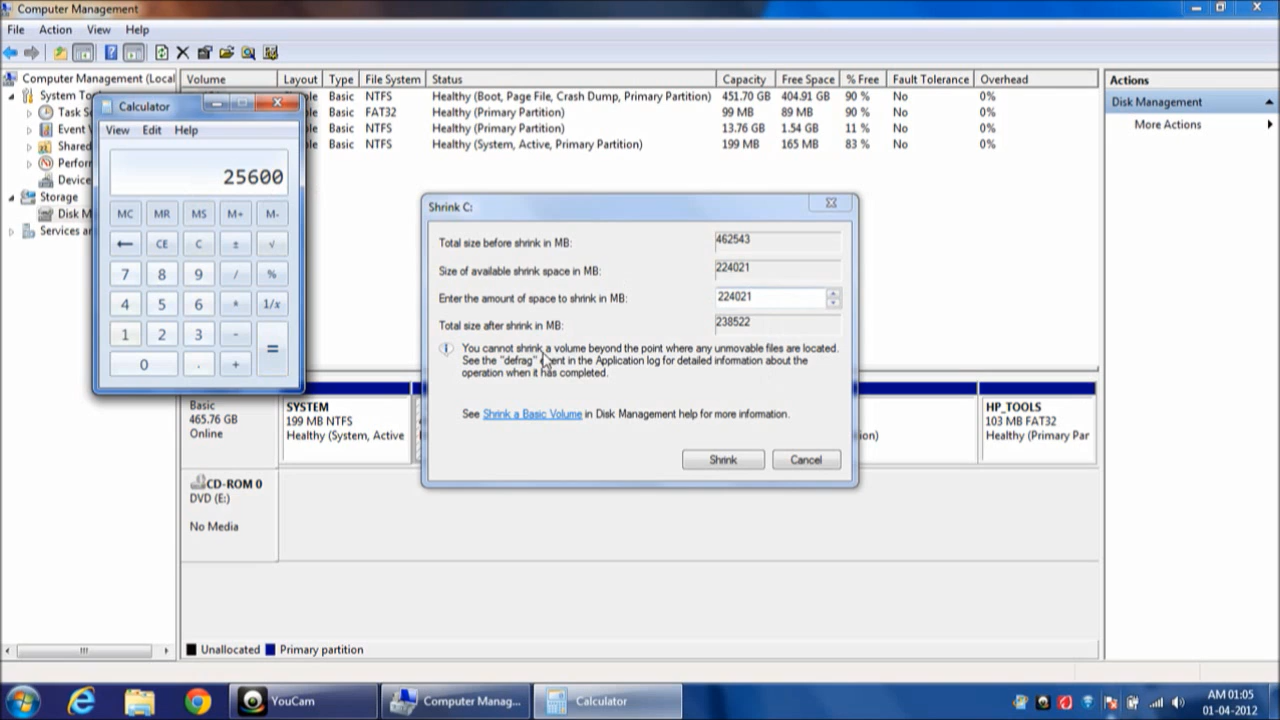 Computer Management
File Action View Help
Computer Management (Local
System To
Task S
Event
Shared
Perfor
Device
Storage
Disk M
Services an
Volume Layout Type File System Status Capacity Free Space % Free Fault Tolerance Overhead
Basic NTFS Healthy (Boot, Page File, Crash Dump, Primary Partition) 451.70 GB 404.91 GB 90 % No 0%
Basic FAT32 Healthy (Primary Partition) 99 MB 89 MB 90 % No 0%
Basic NTFS Healthy (Primary Partition) 13.76 GB 1.54 GB 11 % No 0%
Basic NTFS Healthy (System, Active, Primary Partition) 199 MB 165 MB 83 % No 0%
Actions
Disk Management
More Actions
Calculator
View Edit Help
25600
MC MR MS M+ M-
← CE C ± √
7 8 9 / %
4 5 6 * 1/x
1 2 3 - =
0 . +
Shrink C:
Total size before shrink in MB: 462543
Size of available shrink space in MB: 224021
Enter the amount of space to shrink in MB: 224021
Total size after shrink in MB: 238522
You cannot shrink a volume beyond the point where any unmovable files are located.
See the "defrag" event in the Application log for detailed information about the
operation when it has completed.
See Shrink a Basic Volume in Disk Management help for more information.
Shrink Cancel
Basic
465.76 GB
Online
SYSTEM
199 MB NTFS
Healthy (System, Active
ion)
HP_TOOLS
103 MB FAT32
Healthy (Primary Par
CD-ROM 0
DVD (E:)
No Media
Unallocated Primary partition
YouCam Computer Manag... Calculator
AM 01:05
01-04-2012